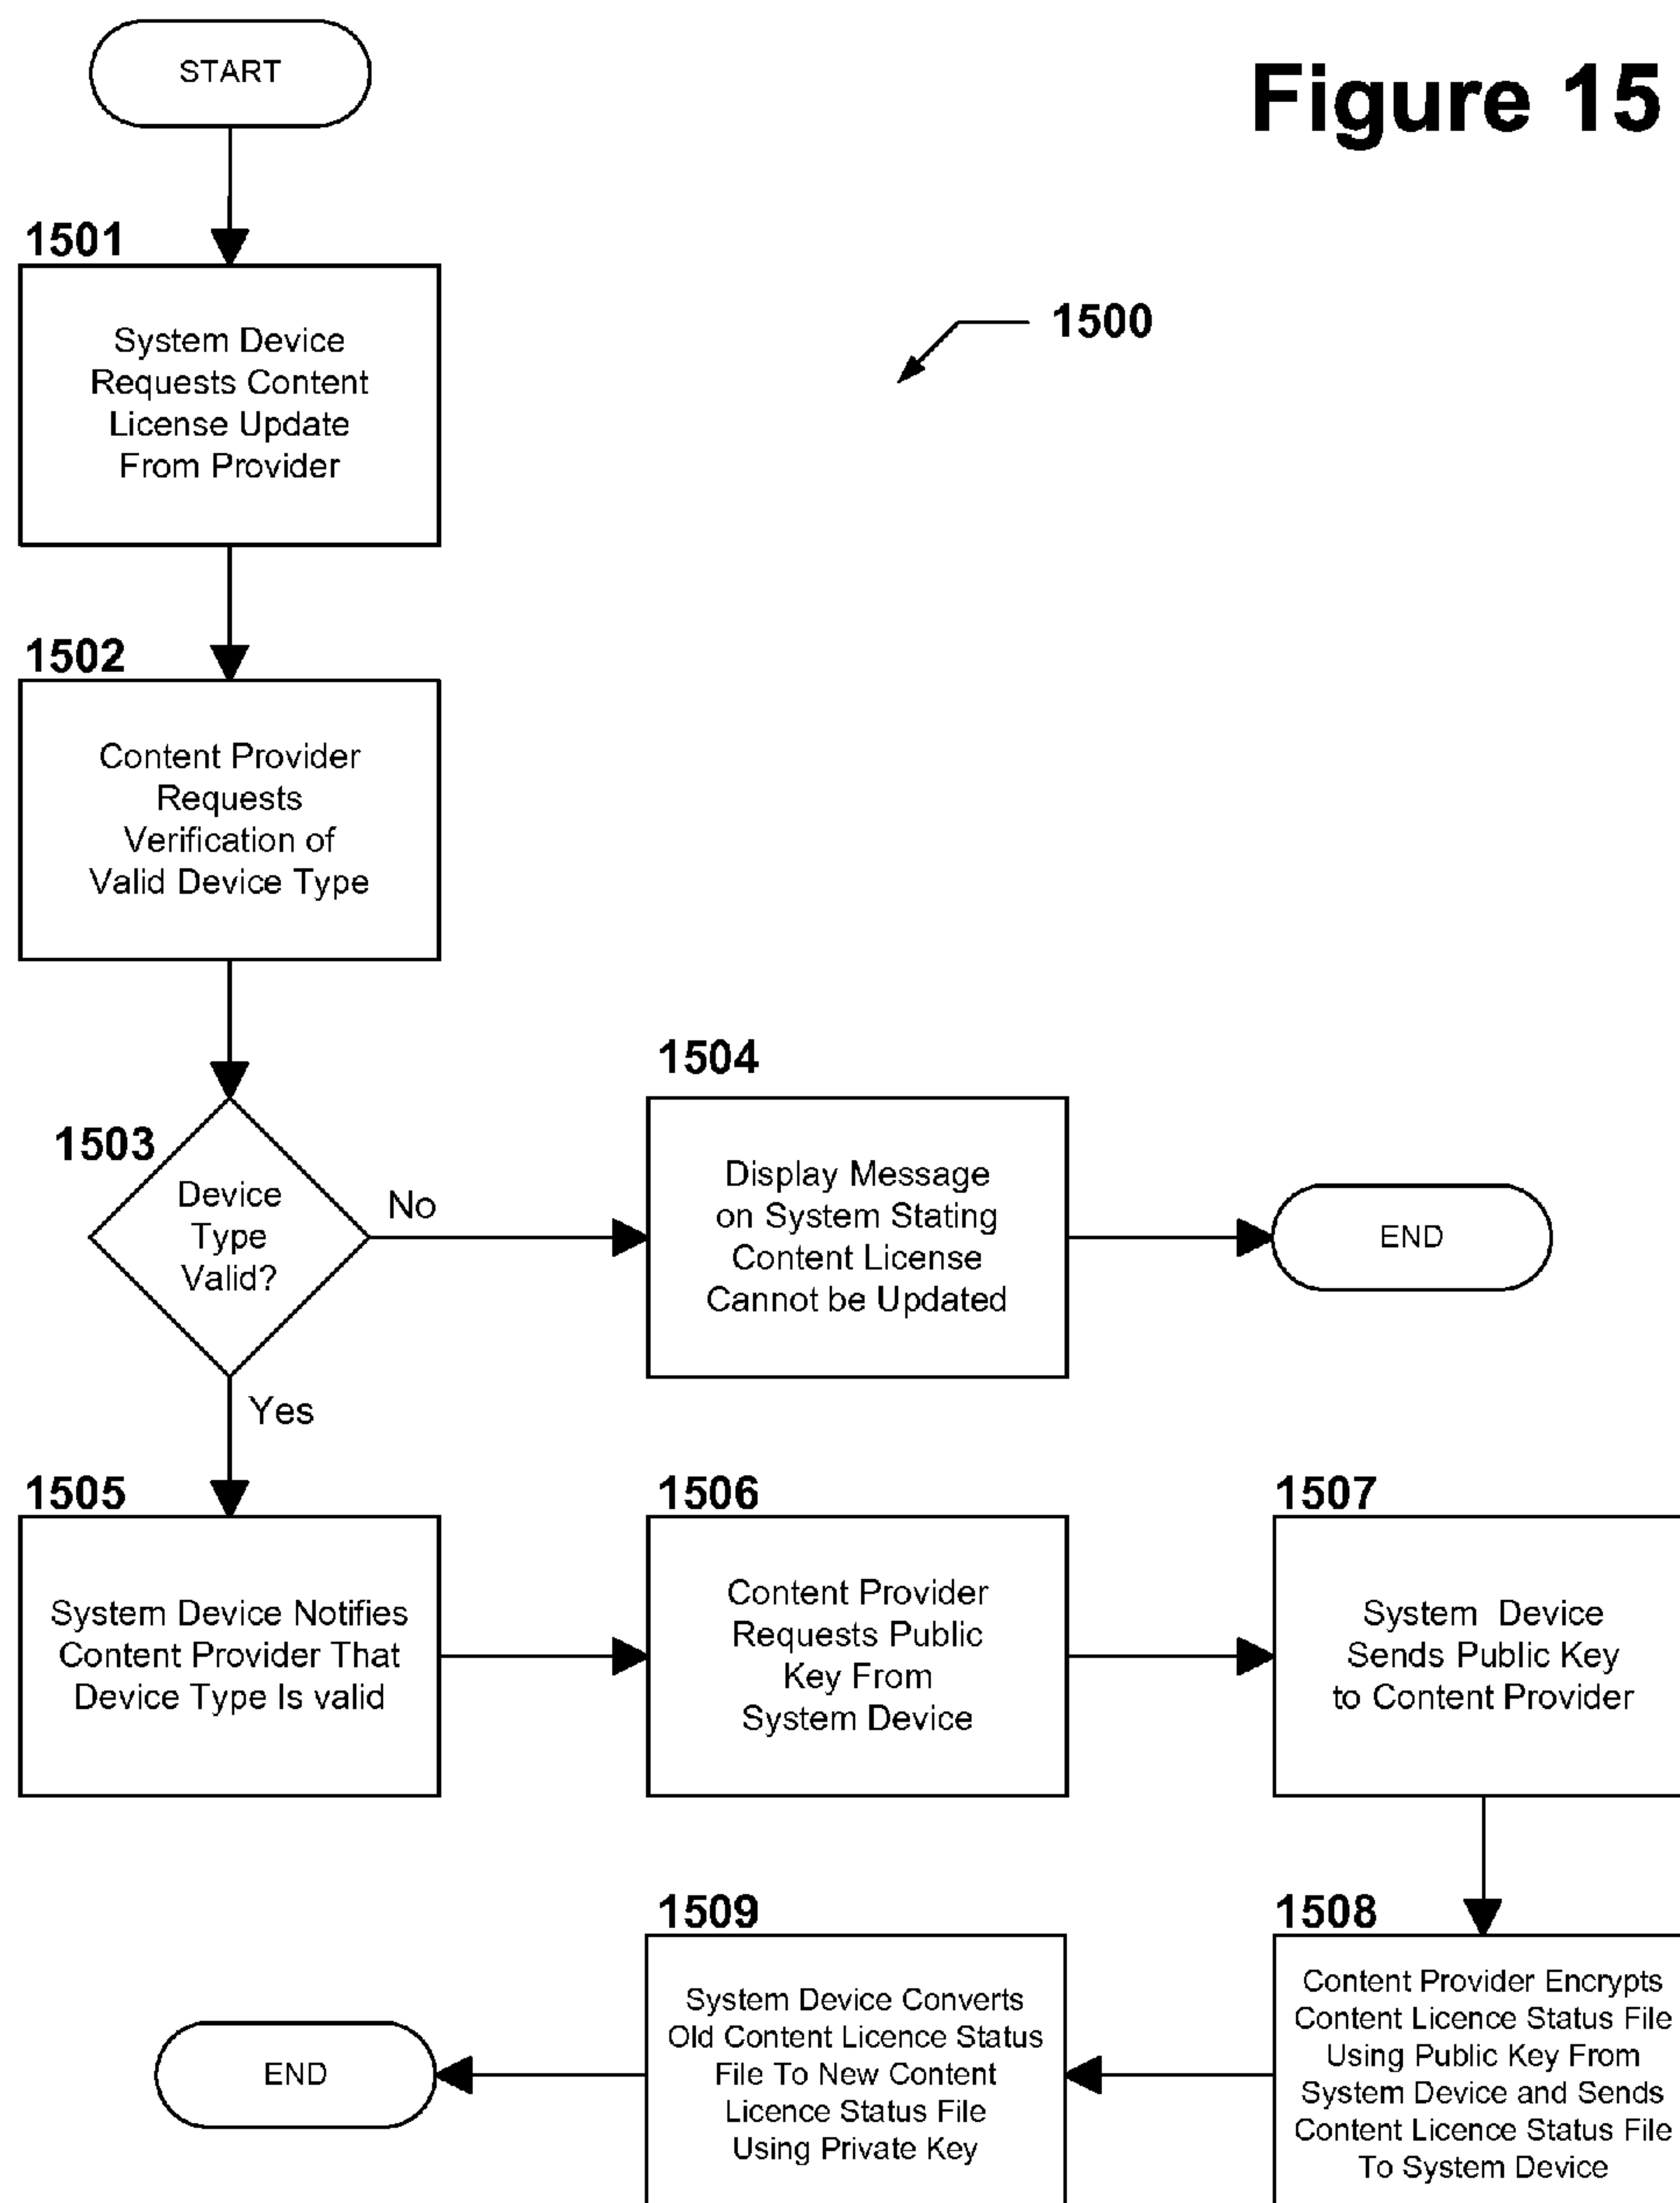 START
Figure 15
1501
System Device
Requests Content
License Update
From Provider
1500
1502
Content Provider
Requests
Verification of
Valid Device Type
1503
Device
Type
Valid?
No
1504
Display Message
on System Stating
Content License
Cannot be Updated
END
Yes
1505
System Device Notifies
Content Provider That
Device Type Is valid
1506
Content Provider
Requests Public
Key From
System Device
1507
System Device
Sends Public Key
to Content Provider
1508
Content Provider Encrypts
Content Licence Status File
Using Public Key From
System Device and Sends
Content Licence Status File
To System Device
1509
System Device Converts
Old Content Licence Status
File To New Content
Licence Status File
Using Private Key
END